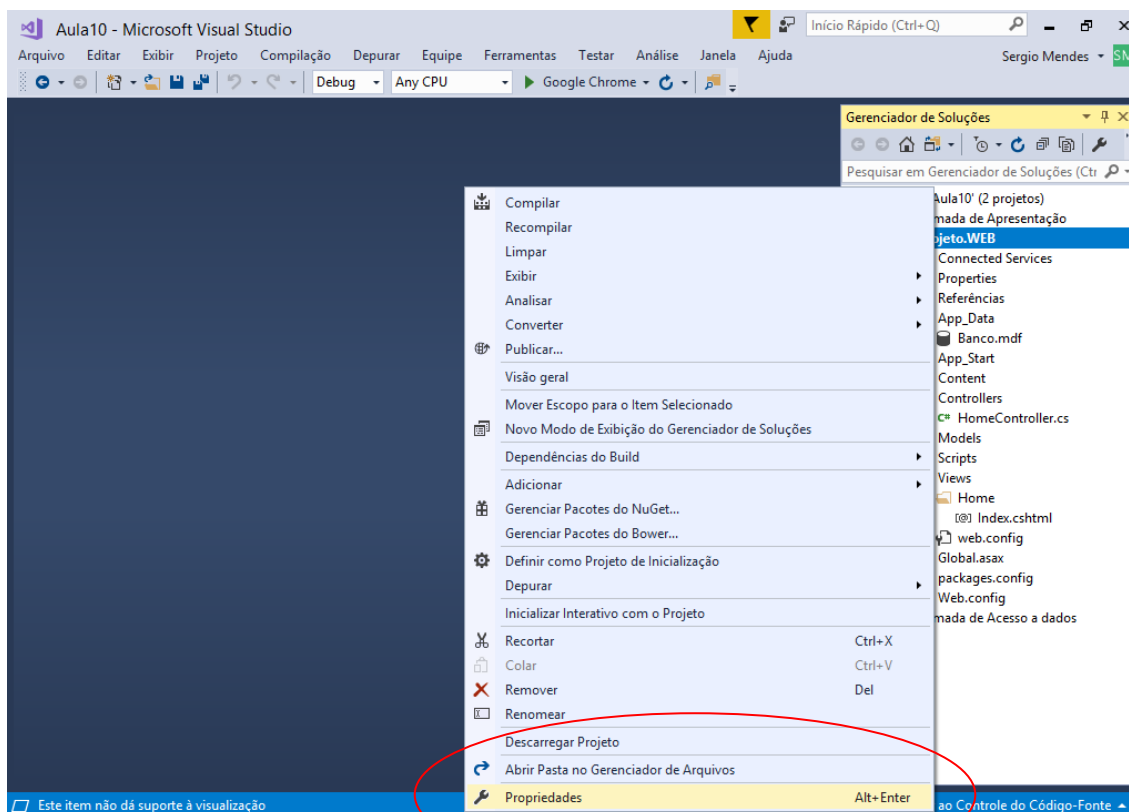 Aula10 - Microsoft Visual Studio
Início Rápido (Ctrl+Q)
Arquivo Editar Exibir Projeto Compilação Depurar Equipe Ferramentas Testar Análise Janela Ajuda
Sergio Mendes SM
Debug Any CPU Google Chrome
Gerenciador de Soluções
Pesquisar em Gerenciador de Soluções (Ctr
Compilar
Recompilar
Limpar
Exibir
Analisar
Converter
Publicar...
Visão geral
Mover Escopo para o Item Selecionado
Novo Modo de Exibição do Gerenciador de Soluções
Dependências do Build
Adicionar
Gerenciar Pacotes do NuGet...
Gerenciar Pacotes do Bower...
Definir como Projeto de Inicialização
Depurar
Inicializar Interativo com o Projeto
Recortar Ctrl+X
Colar Ctrl+V
Remover Del
Renomear
Descarregar Projeto
Abrir Pasta no Gerenciador de Arquivos
Propriedades Alt+Enter
Aula10' (2 projetos)
mada de Apresentação
ojeto.WEB
Connected Services
Properties
Referências
App_Data
Banco.mdf
App_Start
Content
Controllers
C# HomeController.cs
Models
Scripts
Views
Home
[@] Index.cshtml
web.config
Global.asax
packages.config
Web.config
mada de Acesso a dados
Este item não dá suporte à visualização
ao Controle do Código-Fonte